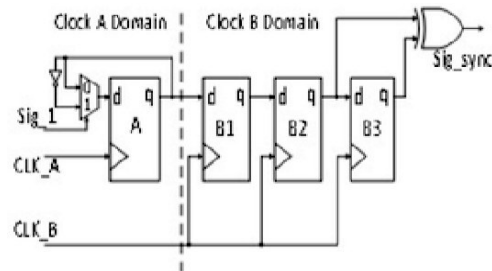 Clock A Domain
Clock B Domain
Sig_sync
0
1
d q
A
d q
B1
d q
B2
d q
B3
Sig_1
CLK_A
CLK_B